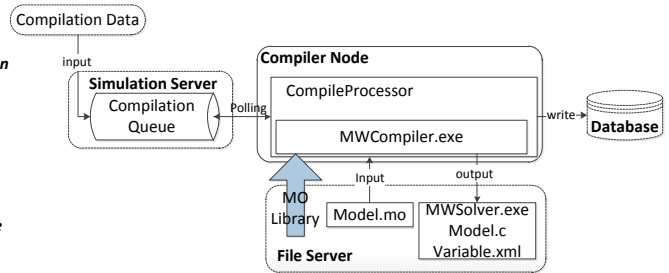 Compilation Data
n
input
Simulation Server
Compilation
Queue
Polling
Compiler Node
CompileProcessor
MWCompiler.exe
write
Database
Input
output
MO
Library
Model.mo
MWSolver.exe
Model.c
Variable.xml
File Server
e